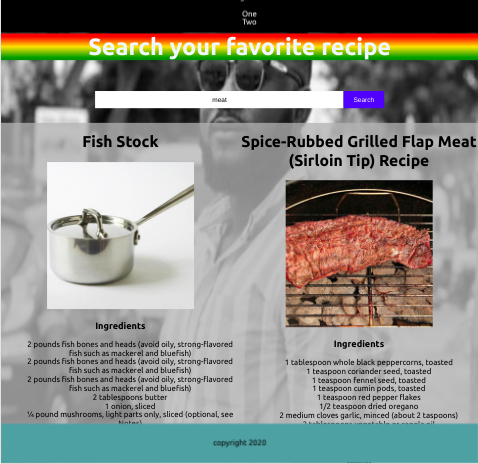 One
Two
Search your favorite recipe
meat
Search
Fish Stock
Ingredients
2 pounds fish bones and heads (avoid oily, strong-flavored
fish such as mackerel and bluefish)
2 pounds fish bones and heads (avoid oily, strong-flavored
fish such as mackerel and bluefish)
2 pounds fish bones and heads (avoid oily, strong-flavored
fish such as mackerel and bluefish)
2 tablespoons butter
1 onion, sliced
¼ pound mushrooms, light parts only, sliced (optional, see
Spice-Rubbed Grilled Flap Meat
(Sirloin Tip) Recipe
Ingredients
1 tablespoon whole black peppercorns, toasted
1 teaspoon coriander seed, toasted
1 teaspoon fennel seed, toasted
1 teaspoon cumin pods, toasted
1 teaspoon red pepper flakes
1/2 teaspoon dried oregano
2 medium cloves garlic, minced (about 2 taspoons)
copyright 2020